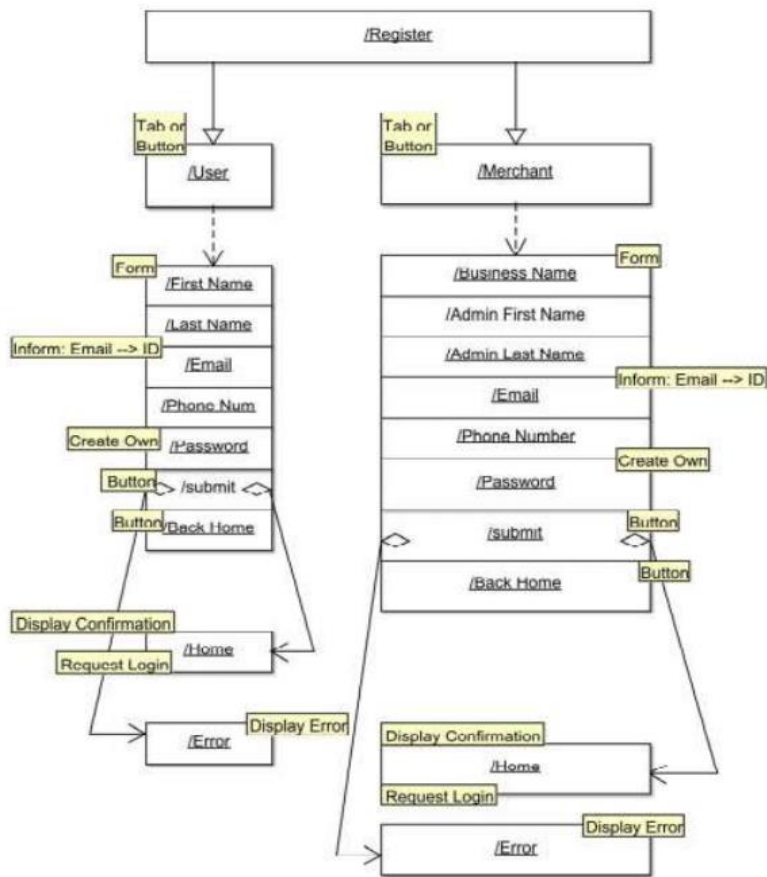 /Register
Tab or
Button
/User
Tab or
Button
/Merchant
Form
/First Name
/Last Name
Inform: Email --> ID
/Email
/Phone Num
Create Own
/Password
Button
/submit
Button
/Back Home
Display Confirmation
/Home
Request Login
Display Error
/Error
Form
/Business Name
/Admin First Name
/Admin Last Name
Inform: Email --> ID
/Email
/Phone Number
Create Own
/Password
Button
/submit
Button
/Back Home
Display Confirmation
/Home
Request Login
Display Error
/Error